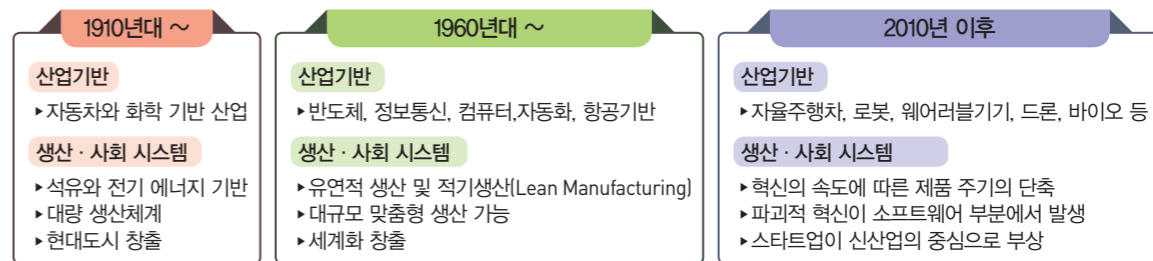 1910년대 ~
산업기반
▸자동차와 화학 기반 산업
생산 · 사회 시스템
▸석유와 전기 에너지 기반
▸대량 생산체계
▸현대도시 창출
1960년대 ~
산업기반
▸반도체, 정보통신, 컴퓨터,자동화, 항공기반
생산 · 사회 시스템
▸유연적 생산 및 적기생산(Lean Manufacturing)
▸대규모 맞춤형 생산 가능
▸세계화 창출
2010년 이후
산업기반
▸자율주행차, 로봇, 웨어러블기기, 드론, 바이오 등
생산 · 사회 시스템
▸혁신의 속도에 따른 제품 주기의 단축
▸파괴적 혁신이 소프트웨어 부분에서 발생
▸스타트업이 신산업의 중심으로 부상